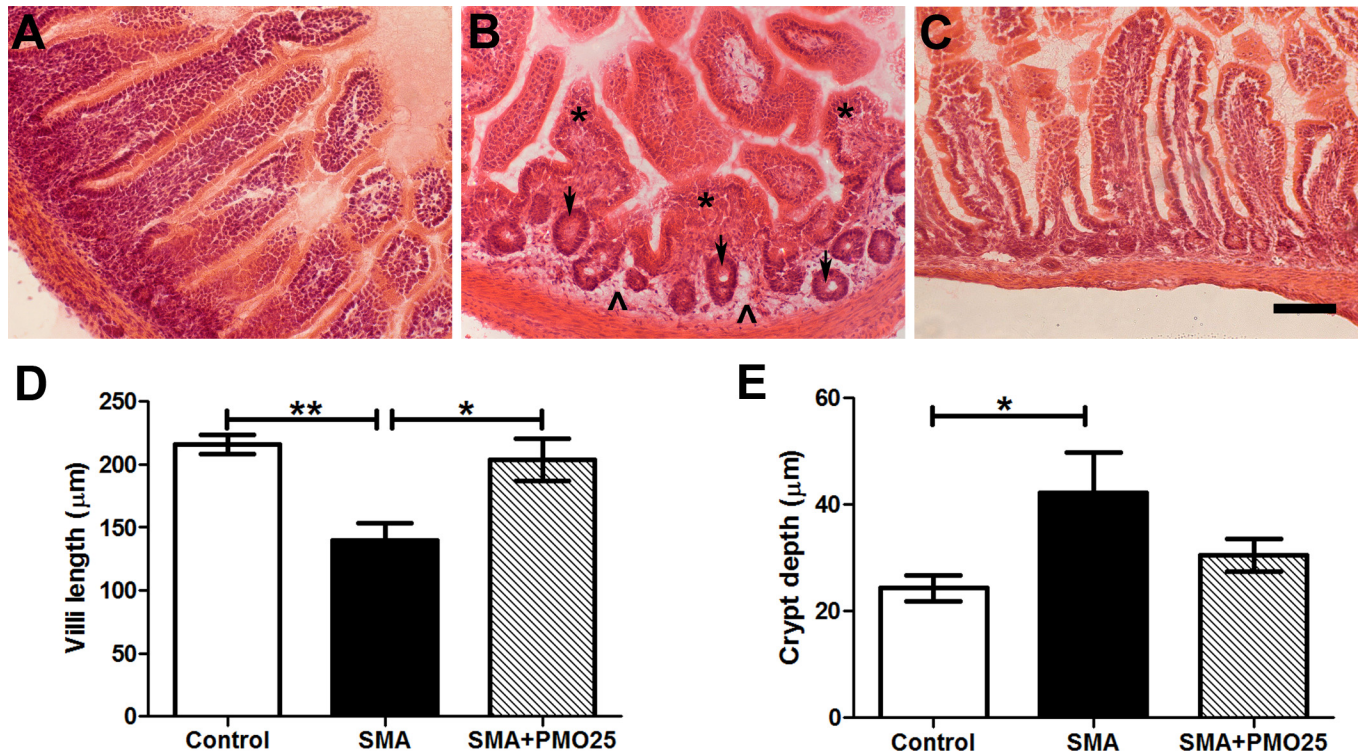 A
B
C
*
*
*
^
^
D
Villi length (μm)
250
200
150
100
50
0
**
*
Control
SMA
SMA+PMO25
E
Crypt depth (μm)
60
40
20
0
*
Control
SMA
SMA+PMO25